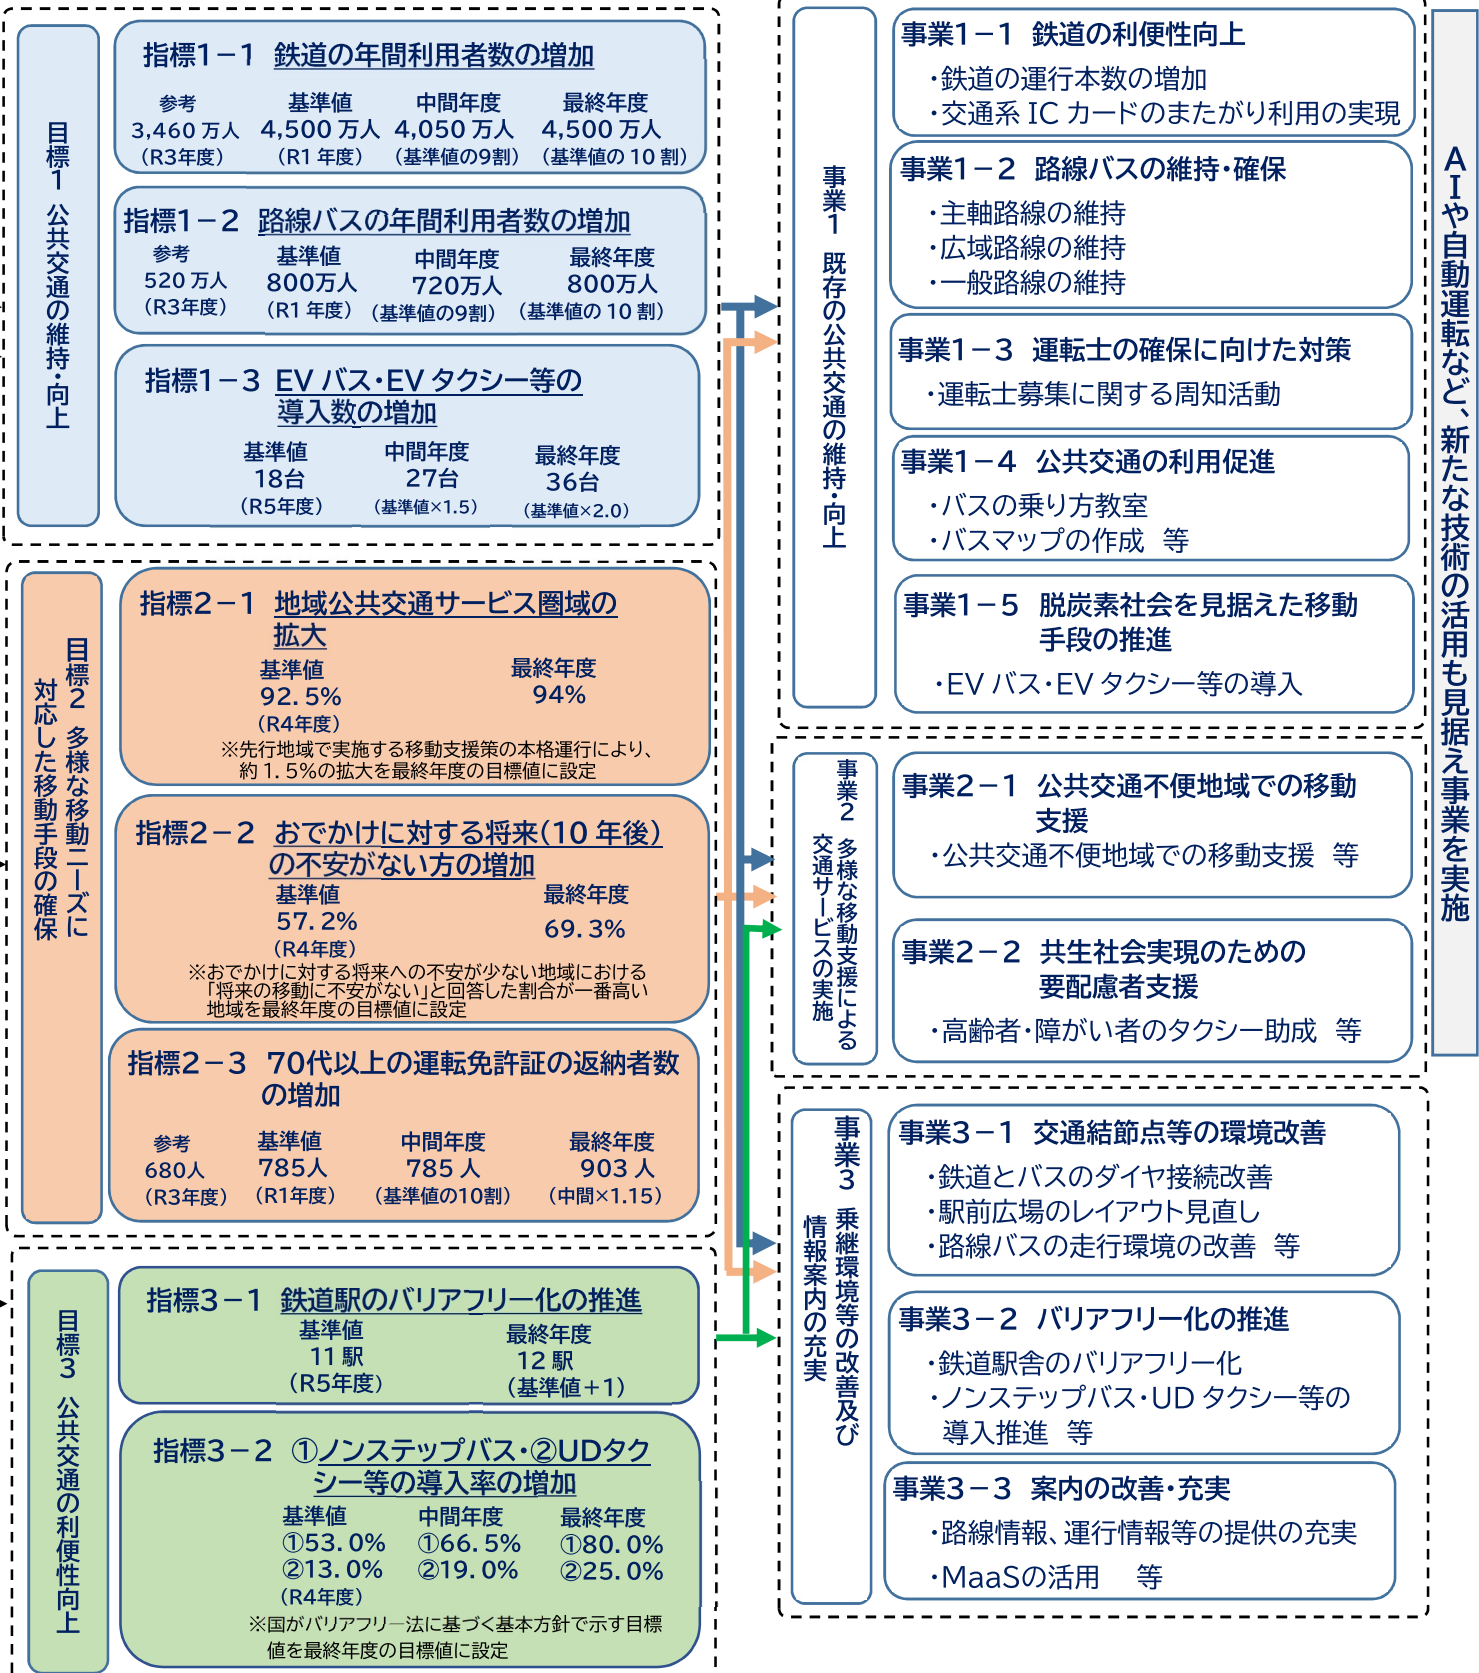 目標1 公共交通の維持・向上
指標1－1 鉄道の年間利用者数の増加
参考 基準値 中間年度 最終年度
3,460 万人 4,500 万人 4,050 万人 4,500 万人
（R3年度） （R1 年度） （基準値の9割） （基準値の 10 割）
指標1－2 路線バスの年間利用者数の増加
参考 基準値 中間年度 最終年度
520 万人 800万人 720万人 800万人
（R3年度） （R1 年度） （基準値の9割） （基準値の 10 割）
指標1－3 EV バス・EV タクシー等の
導入数の増加
基準値 中間年度 最終年度
18台 27台 36台
（R5年度） （基準値×1.5） （基準値×2.0）
目標2 多様な移動ニーズに
対応した移動手段の確保
指標2－1 地域公共交通サービス圏域の
拡大
基準値 最終年度
92.5% 94%
（R4年度）
※先行地域で実施する移動支援策の本格運行により、
約1.5%の拡大を最終年度の目標値に設定
指標2－2 おでかけに対する将来（10 年後）
の不安がない方の増加
基準値 最終年度
57.2% 69.3%
（R4年度）
※おでかけに対する将来への不安が少ない地域における
「将来の移動に不安がない」と回答した割合が一番高い
地域を最終年度の目標値に設定
指標2－3 70代以上の運転免許証の返納者数
の増加
参考 基準値 中間年度 最終年度
680人 785人 785 人 903 人
（R3年度） （R1年度） （基準値の10割） （中間×1.15）
目標3 公共交通の利便性向上
指標3－1 鉄道駅のバリアフリー化の推進
基準値 最終年度
11 駅 12 駅
（R5年度） （基準値＋1）
指標3－2 ①ノンステップバス・②UDタク
シー等の導入率の増加
基準値 中間年度 最終年度
①53.0% ①66.5% ①80.0%
②13.0% ②19.0% ②25.0%
（R4年度）
※国がバリアフリー法に基づく基本方針で示す目標
値を最終年度の目標値に設定
事業1 既存の公共交通の維持・向上
事業1－1 鉄道の利便性向上
・鉄道の運行本数の増加
・交通系 IC カードのまたがり利用の実現
事業1－2 路線バスの維持・確保
・主軸路線の維持
・広域路線の維持
・一般路線の維持
事業1－3 運転士の確保に向けた対策
・運転士募集に関する周知活動
事業1－4 公共交通の利用促進
・バスの乗り方教室
・バスマップの作成 等
事業1－5 脱炭素社会を見据えた移動
手段の推進
・EV バス・EV タクシー等の導入
事業2 多様な移動支援による
交通サービスの実施
事業2－1 公共交通不便地域での移動
支援
・公共交通不便地域での移動支援 等
事業2－2 共生社会実現のための
要配慮者支援
・高齢者・障がい者のタクシー助成 等
事業3 乗継環境等の改善及び
情報案内の充実
事業3－1 交通結節点等の環境改善
・鉄道とバスのダイヤ接続改善
・駅前広場のレイアウト見直し
・路線バスの走行環境の改善 等
事業3－2 バリアフリー化の推進
・鉄道駅舎のバリアフリー化
・ノンステップバス・UD タクシー等の
導入推進 等
事業3－3 案内の改善・充実
・路線情報、運行情報等の提供の充実
・MaaSの活用 等
AIや自動運転など、新たな技術の活用も見据え事業を実施